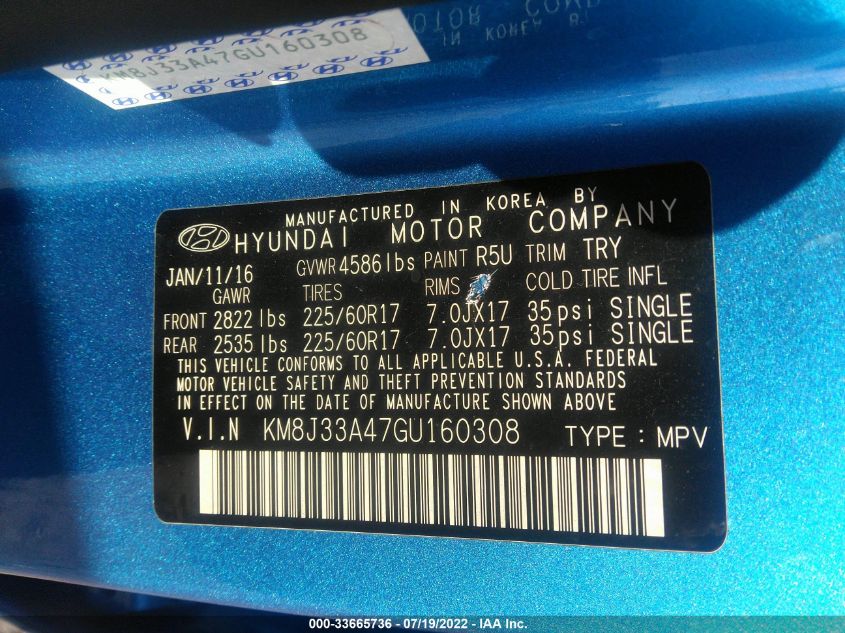 MOTOR COM
IN KOREA B
KM8J33A47GU160308
MANUFACTURED IN KOREA BY
HYUNDAI MOTOR COMPANY
JAN/11/16 GVWR 4586lbs PAINT R5U TRIM TRY
GAWR TIRES RIMS COLD TIRE INFL
FRONT 2822 lbs 225/60R17 7.0JX17 35psi SINGLE
REAR 2535 lbs 225/60R17 7.0JX17 35psi SINGLE
THIS VEHICLE CONFORMS TO ALL APPLICABLE U.S.A. FEDERAL
MOTOR VEHICLE SAFETY AND THEFT PREVENTION STANDARDS
IN EFFECT ON THE DATE OF MANUFACTURE SHOWN ABOVE
V.I.N KM8J33A47GU160308 TYPE : MPV
000-33665736 - 07/19/2022 - IAA Inc.